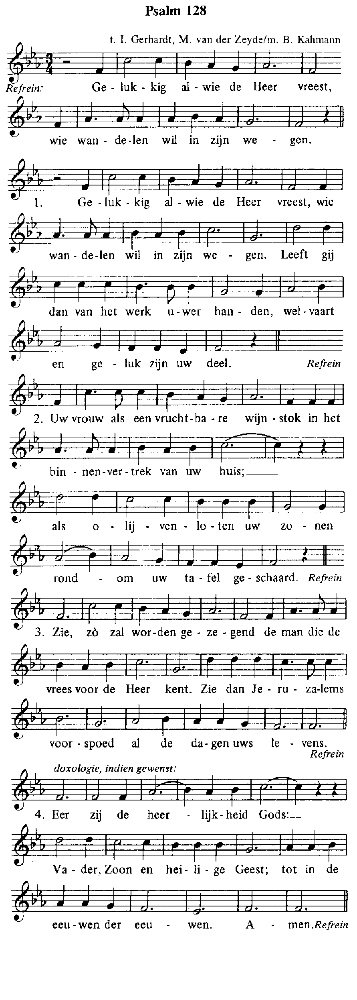 Psalm 128
t. I. Gerhardt, M. van der Zeyde/m. B. Kahmann
3/4
Refrein: Ge - luk - kig al - wie de Heer vreest,
wie wan - de-len wil in zijn we - gen.
1. Ge - luk - kig al - wie de Heer vreest, wie
wan - de-len wil in zijn we - gen. Leeft gij
dan van het werk u-wer han - den, wel-vaart
en ge - luk zijn uw deel. Refrein
2. Uw vrouw als een vrucht-ba - re wijn - stok in het
bin - nen-ver-trek van uw huis;
als o - lij - ven - lo - ten uw zo - nen
rond - om uw ta - fel ge - schaard. Refrein
3. Zie, zò zal wor-den ge - ze - gend de man die de
vrees voor de Heer kent. Zie dan Je - ru - za-lems
voor - spoed al de da - gen uws le - vens.
Refrein
doxologie, indien gewenst:
4. Eer zij de heer - lijk-heid Gods:
Va - der, Zoon en hei - li - ge Geest; tot in de
eeu - wen der eeu - wen. A - men. Refrein